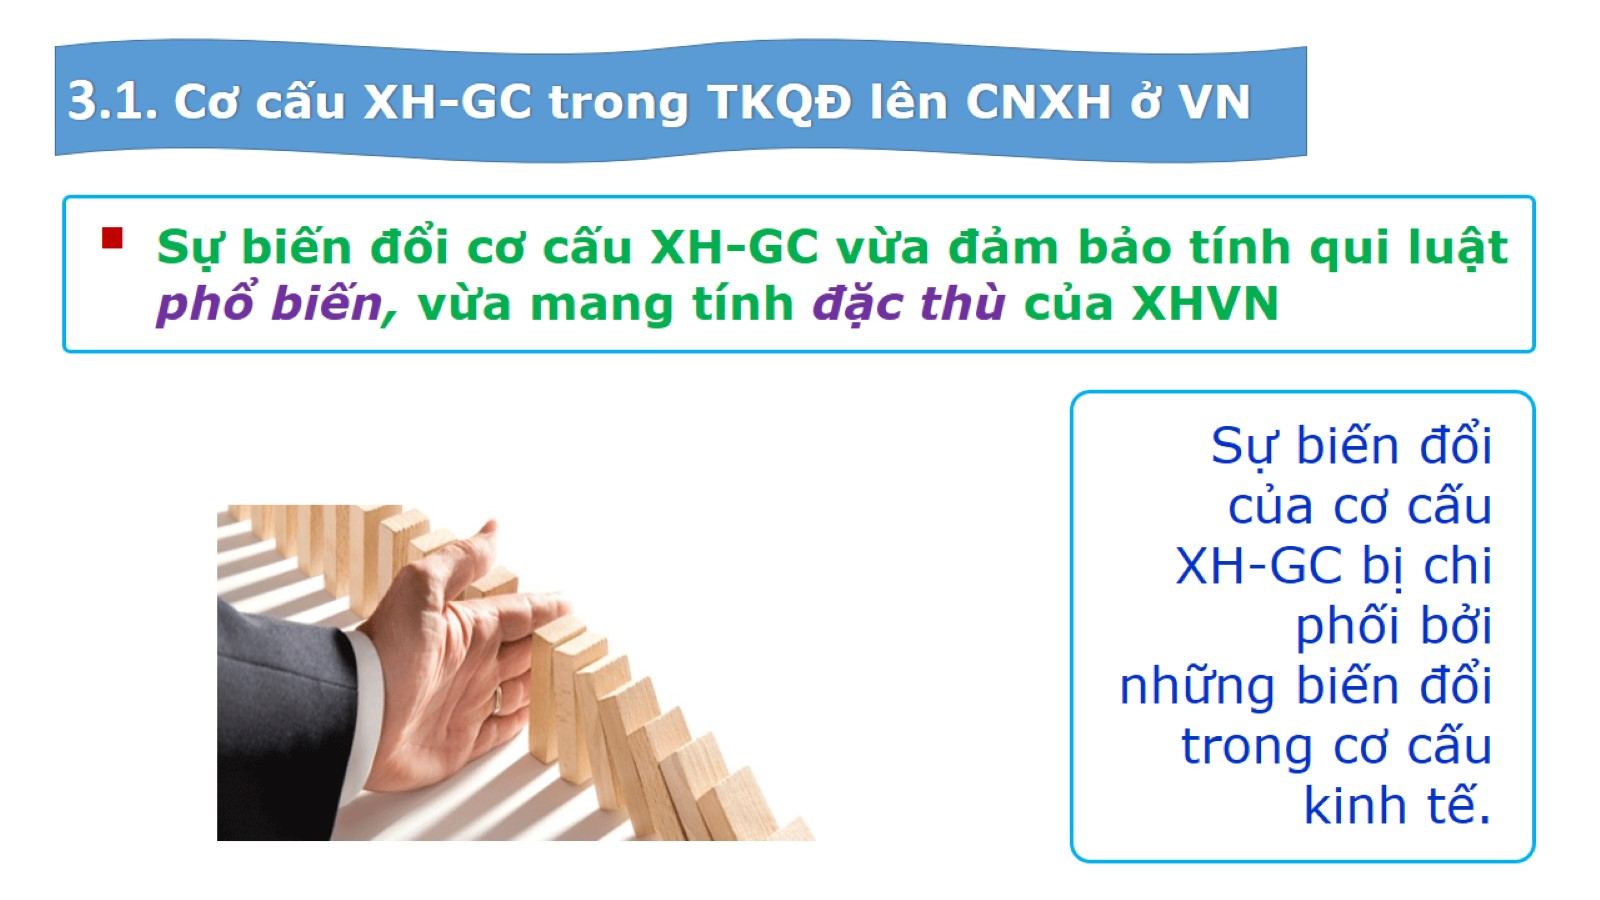 3.1. Cơ cấu XH-GC trong TKQĐ lên CNXH ở VN
Sự biến đổi cơ cấu XH-GC vừa đảm bảo tính qui luật
phổ biến, vừa mang tính đặc thù của XHVN
Sự biến đổi
của cơ cấu
XH-GC bị chi
phối bởi
những biến đổi
trong cơ cấu
kinh tế.